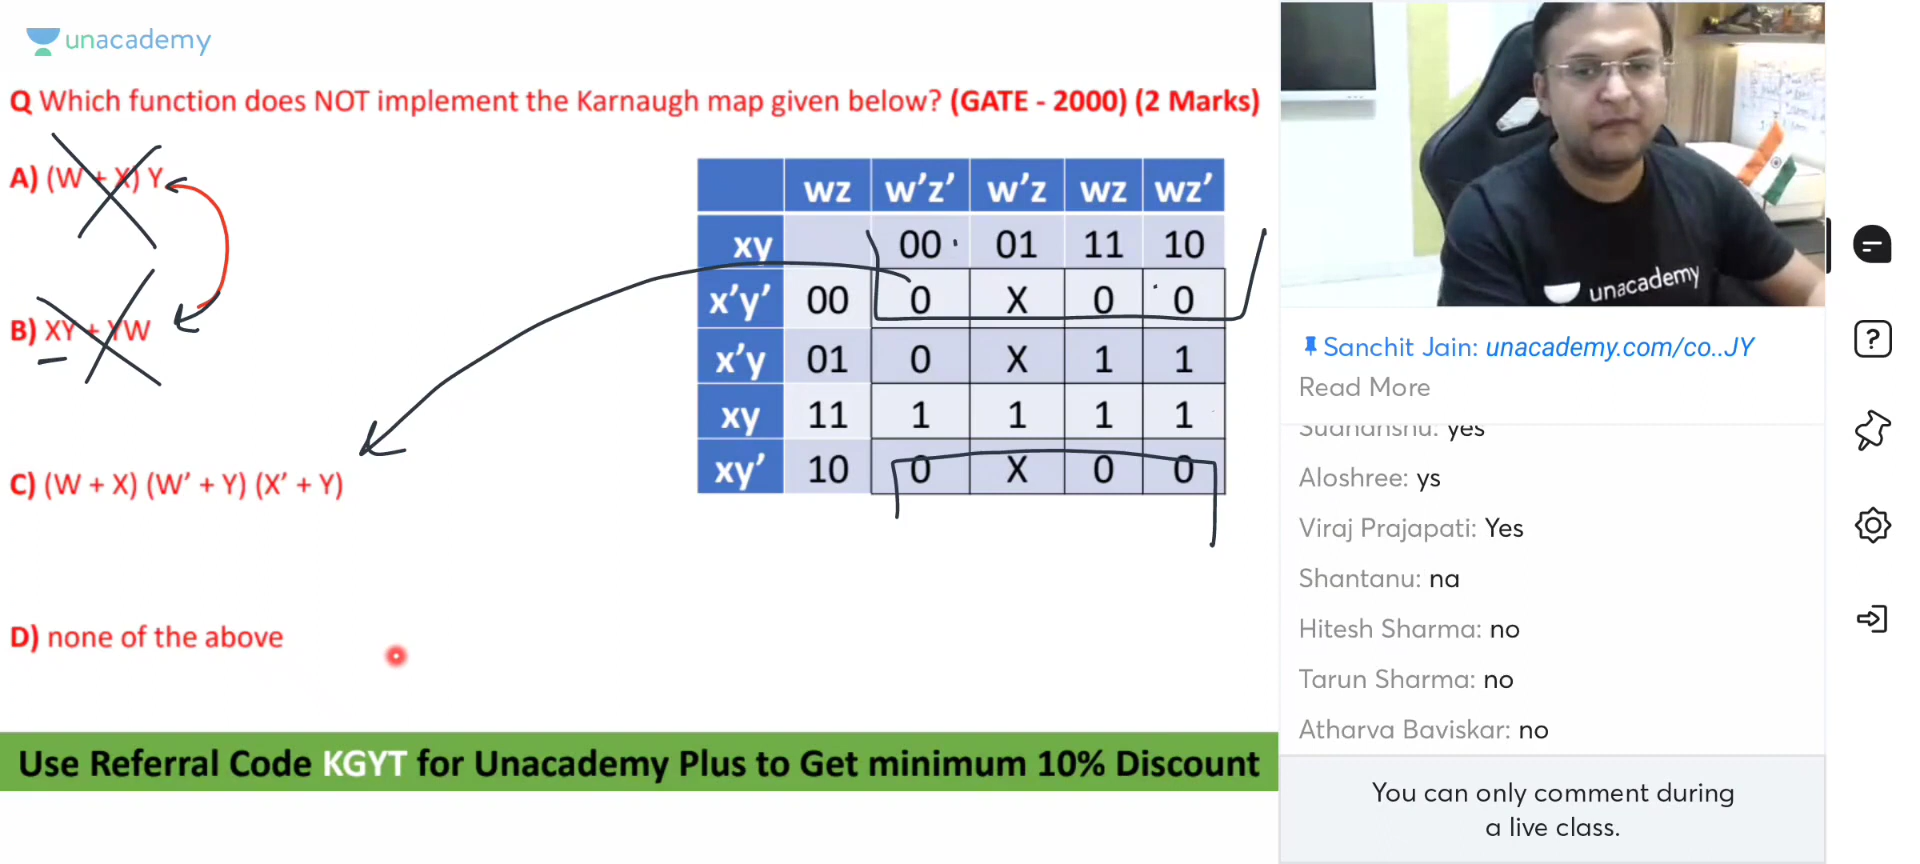 unacademy
Q Which function does NOT implement the Karnaugh map given below? (GATE - 2000) (2 Marks)
A) (W + X) Y
B) XY + YW
C) (W + X) (W’ + Y) (X’ + Y)
D) none of the above
wz w’z’ w’z wz wz’
xy 00 01 11 10
x’y’ 00 0 X 0 0
x’y 01 0 X 1 1
xy 11 1 1 1 1
xy’ 10 0 X 0 0
Use Referral Code KGYT for Unacademy Plus to Get minimum 10% Discount
unacademy
Sanchit Jain: unacademy.com/co..JY
Read More
Sudhanshu: yes
Aloshree: ys
Viraj Prajapati: Yes
Shantanu: na
Hitesh Sharma: no
Tarun Sharma: no
Atharva Baviskar: no
You can only comment during
a live class.
?